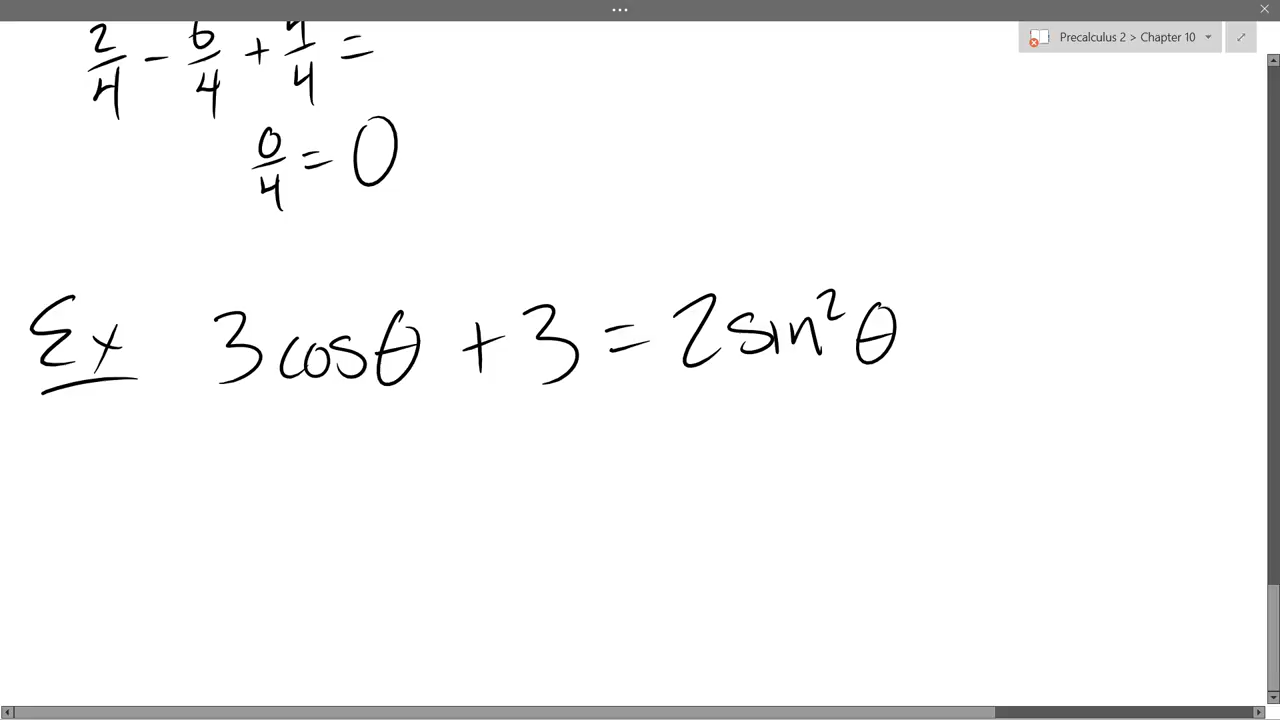 Precalculus 2 > Chapter 10
2/4 - 6/4 + 4/4 =
0/4 = 0
Ex 3cosθ + 3 = 2sin²θ